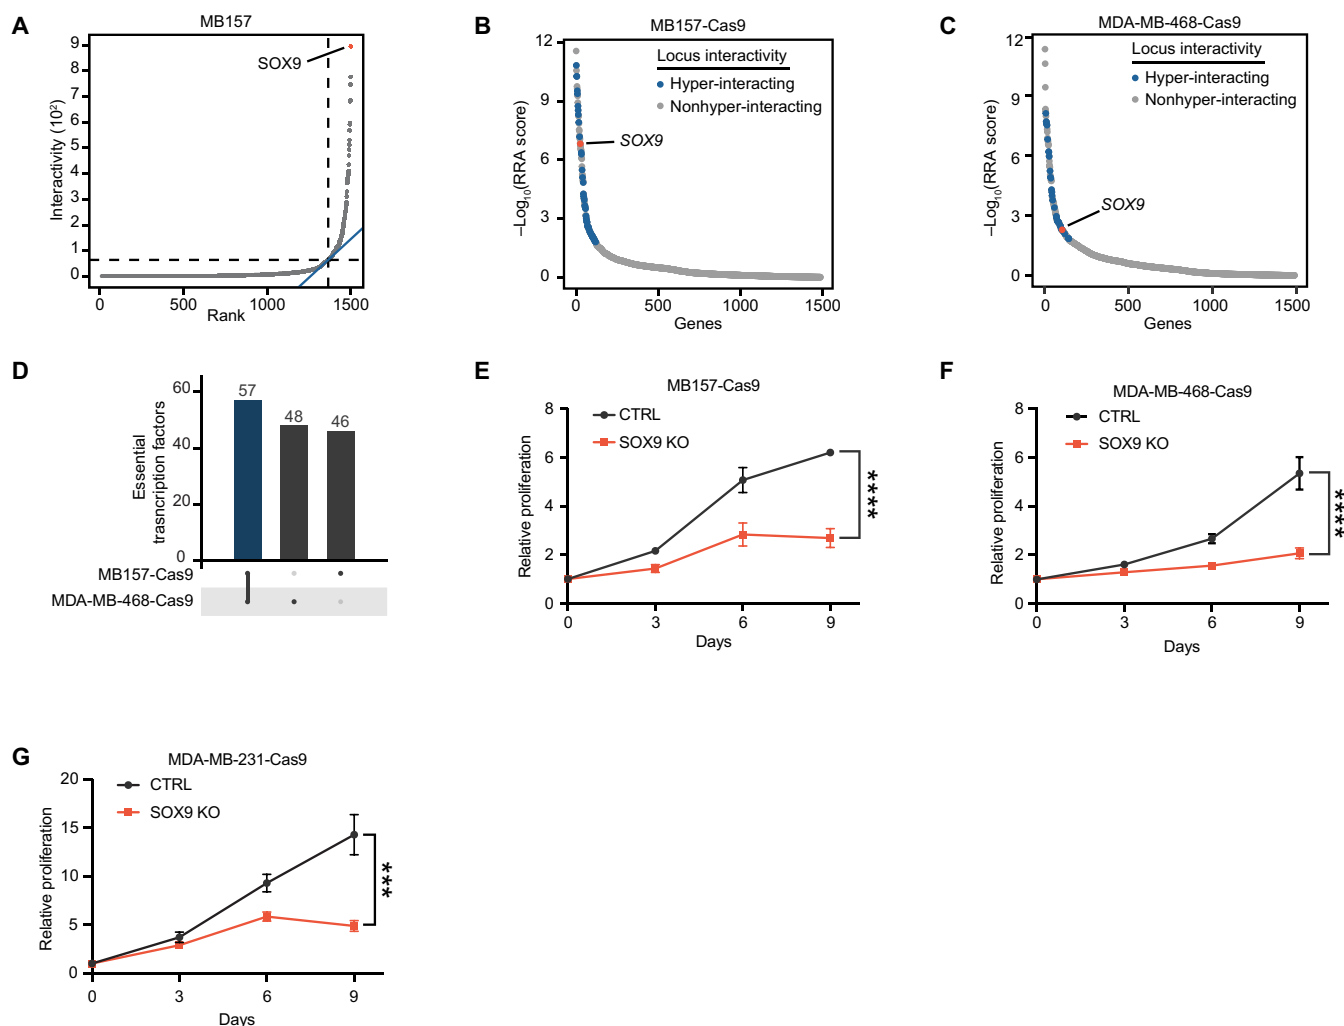 A
MB157
SOX9
Interactivity (10²)
9
8
7
6
5
4
3
2
1
0
0
500
1000
1500
Rank
B
MB157-Cas9
Locus interactivity
Hyper-interacting
Nonhyper-interacting
SOX9
–Log₁₀(RRA score)
12
9
6
3
0
0
500
1000
1500
Genes
C
MDA-MB-468-Cas9
Locus interactivity
Hyper-interacting
Nonhyper-interacting
SOX9
–Log₁₀(RRA score)
12
9
6
3
0
0
500
1000
1500
Genes
D
Essential
trasncription factors
60
40
20
0
57
48
46
MB157-Cas9
MDA-MB-468-Cas9
E
MB157-Cas9
CTRL
SOX9 KO
Relative proliferation
8
6
4
2
0
0
3
6
9
Days
****
F
MDA-MB-468-Cas9
CTRL
SOX9 KO
Relative proliferation
8
6
4
2
0
0
3
6
9
Days
****
G
MDA-MB-231-Cas9
CTRL
SOX9 KO
Relative proliferation
20
15
10
5
0
0
3
6
9
Days
***